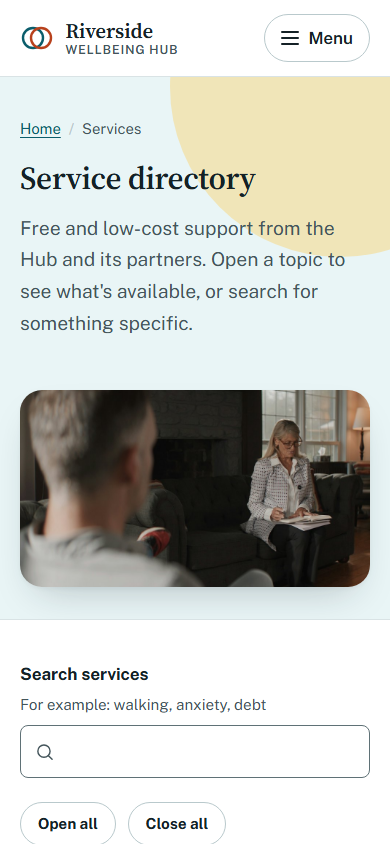 Riverside
WELLBEING HUB
Menu
Home / Services
Service directory
Free and low-cost support from the
Hub and its partners. Open a topic to
see what's available, or search for
something specific.
Search services
For example: walking, anxiety, debt
Open all
Close all